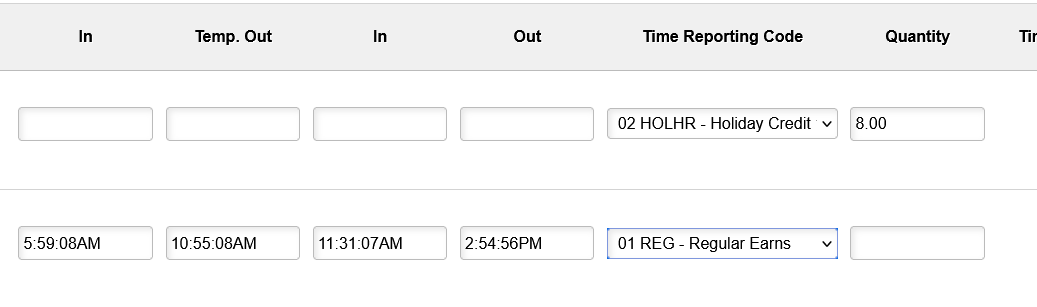 In Temp. Out In Out Time Reporting Code Quantity
02 HOLHR - Holiday Credit 8.00
5:59:08AM 10:55:08AM 11:31:07AM 2:54:56PM 01 REG - Regular Earns